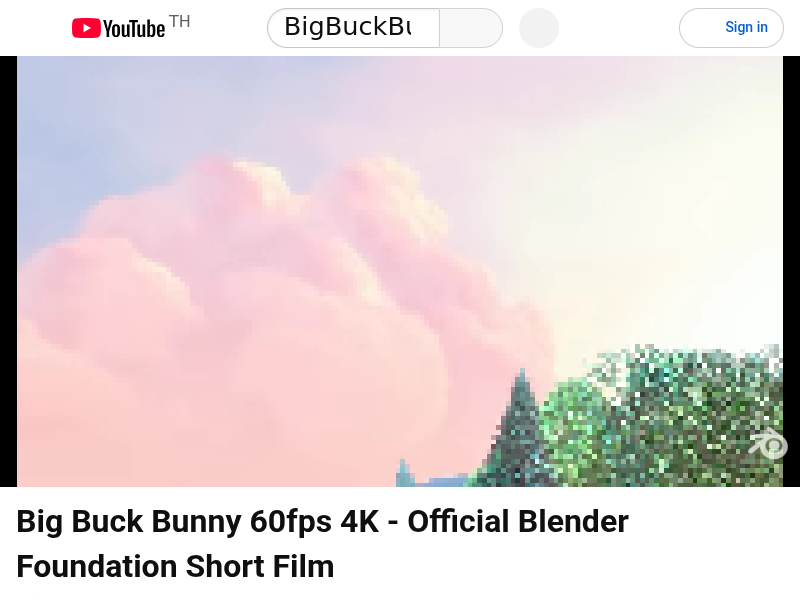 YouTube TH
BigBuckBu
Sign in
Big Buck Bunny 60fps 4K - Official Blender
Foundation Short Film